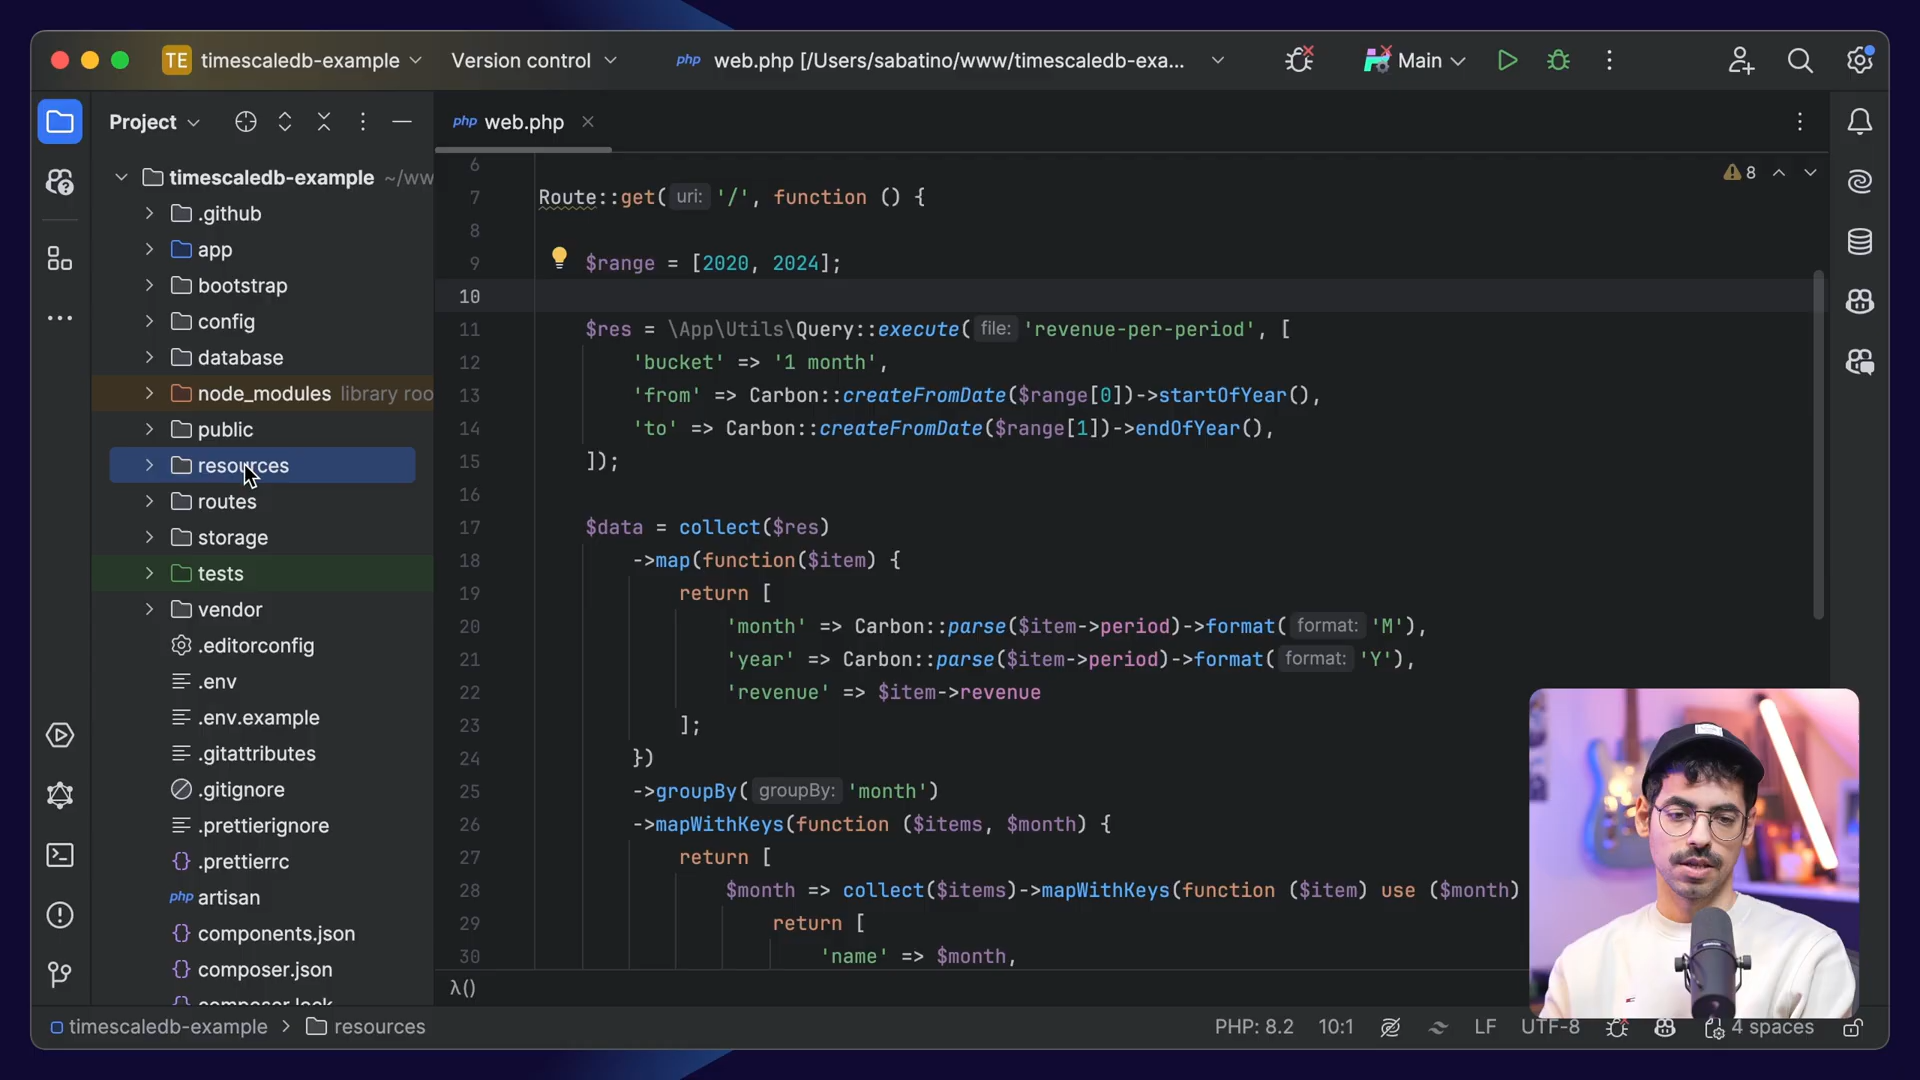 TE timescaledb-example Version control php web.php [/Users/sabatino/www/timescaledb-exa... Main
Project
php web.php
timescaledb-example ~/ww
.github
app
bootstrap
config
database
node_modules library roo
public
resources
routes
storage
tests
vendor
.editorconfig
.env
.env.example
.gitattributes
.gitignore
.prettierignore
.prettierrc
php artisan
components.json
composer.json
composer.lock
8
6
7 Route::get( uri: '/', function () {
8
9 $range = [2020, 2024];
10
11 $res = \App\Utils\Query::execute( file: 'revenue-per-period', [
12 'bucket' => '1 month',
13 'from' => Carbon::createFromDate($range[0])->startOfYear(),
14 'to' => Carbon::createFromDate($range[1])->endOfYear(),
15 ]);
16
17 $data = collect($res)
18 ->map(function($item) {
19 return [
20 'month' => Carbon::parse($item->period)->format( format: 'M'),
21 'year' => Carbon::parse($item->period)->format( format: 'Y'),
22 'revenue' => $item->revenue
23 ];
24 })
25 ->groupBy( groupBy: 'month')
26 ->mapWithKeys(function ($items, $month) {
27 return [
28 $month => collect($items)->mapWithKeys(function ($item) use ($month)
29 return [
30 'name' => $month,
λ()
timescaledb-example > resources
PHP: 8.2 10:1 LF UTF-8 4 spaces